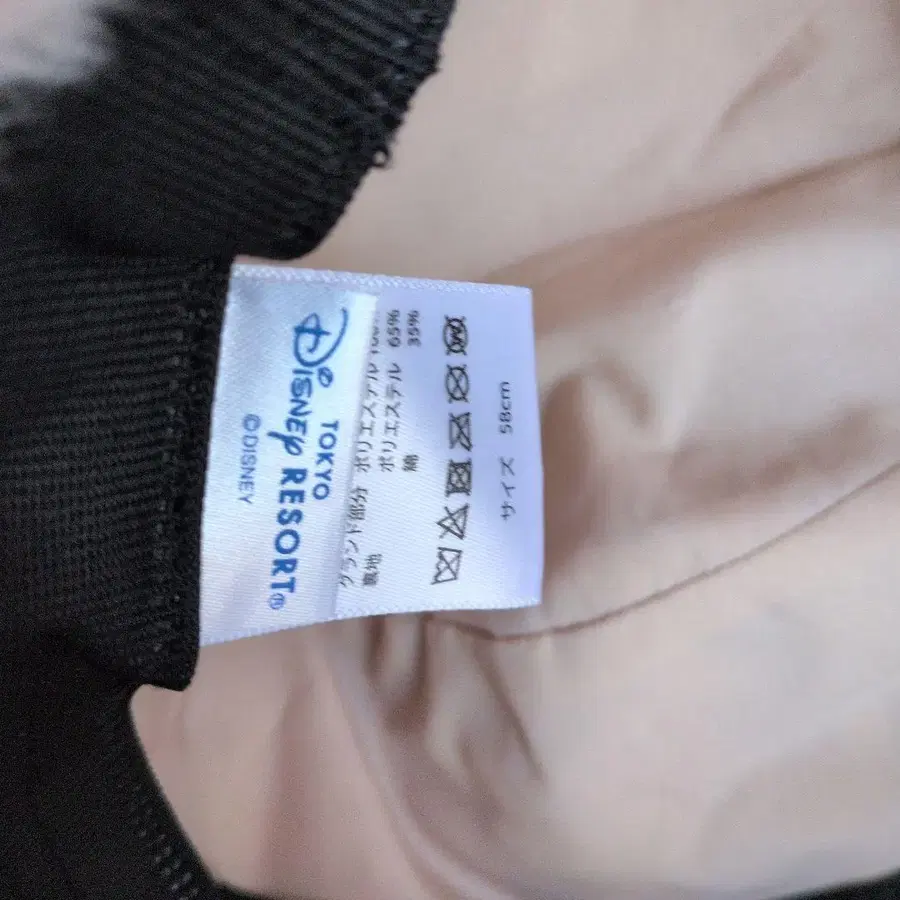 TOKYO
Disney RESORT®
©DISNEY
グランド部分 ポリエステル 100%
裏地 ポリエステル 65%
綿 35%
サイズ 58cm